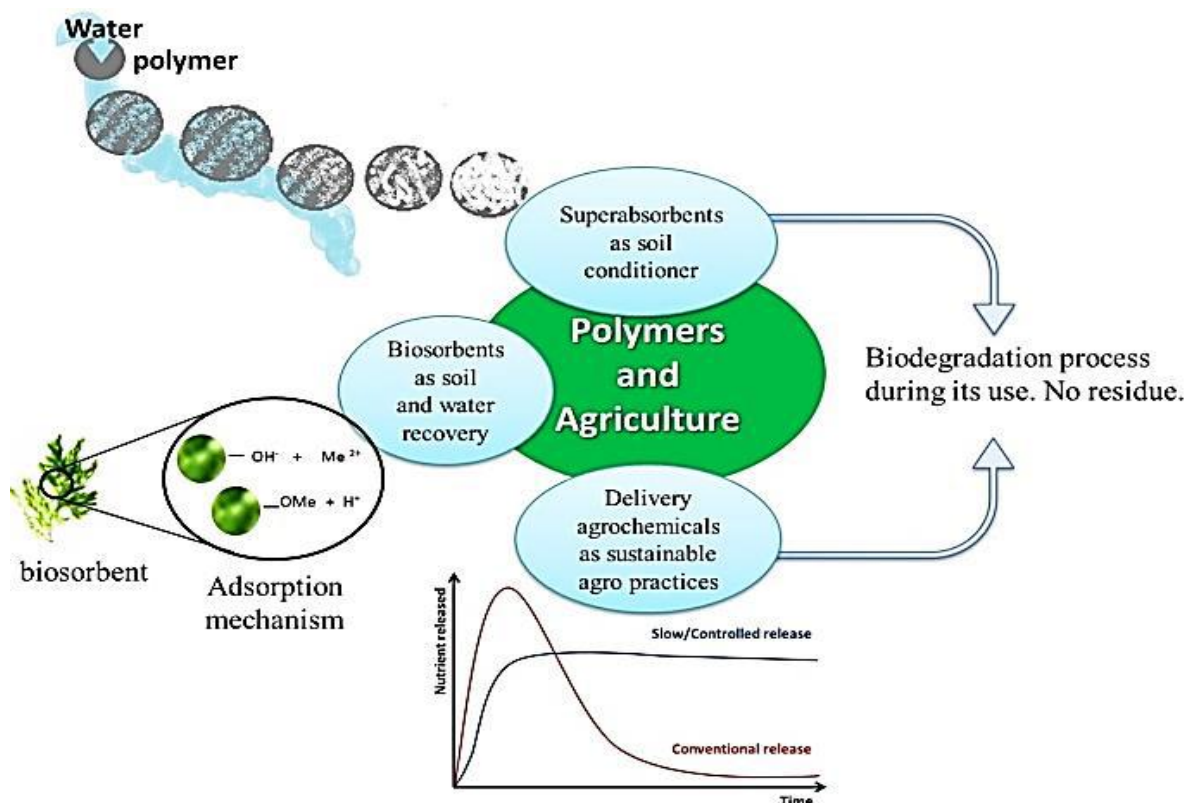 Water
polymer
Superabsorbents
as soil
conditioner
Polymers
and
Agriculture
Biosorbents
as soil
and water
recovery
Biodegradation process
during its use. No residue.
OH⁻ + Me ²⁺
OMe + H⁺
biosorbent
Adsorption
mechanism
Delivery
agrochemicals
as sustainable
agro practices
Nutrient released
Slow/Controlled release
Conventional release
Time